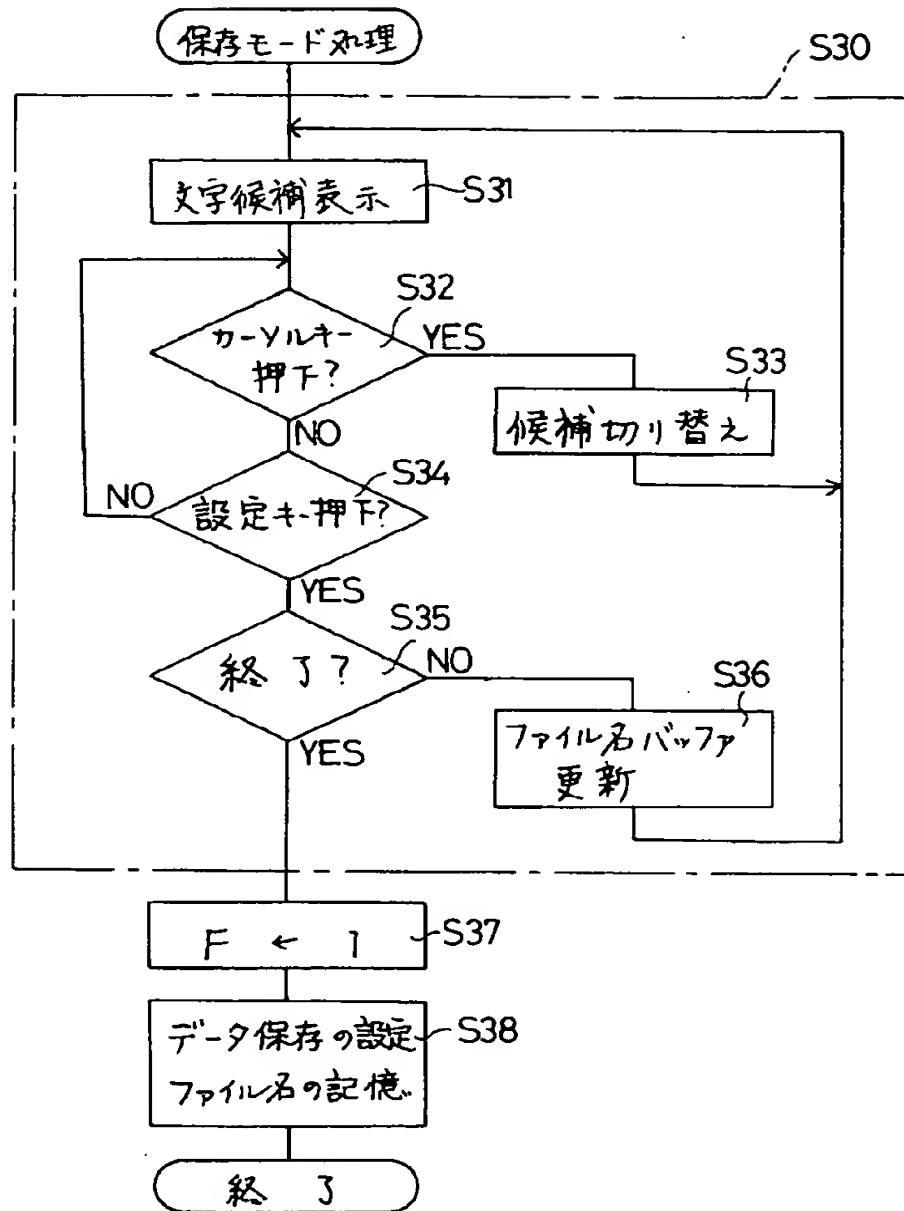 保存モード処理
S30
文字候補表示
S31
S32
カーソルキー
押下?
YES
S33
候補切り替え
NO
S34
設定キー押下?
NO
YES
S35
終了?
NO
S36
ファイル名バッファ
更新
YES
F ← 1
S37
データ保存の設定
ファイル名の記憶
S38
終了